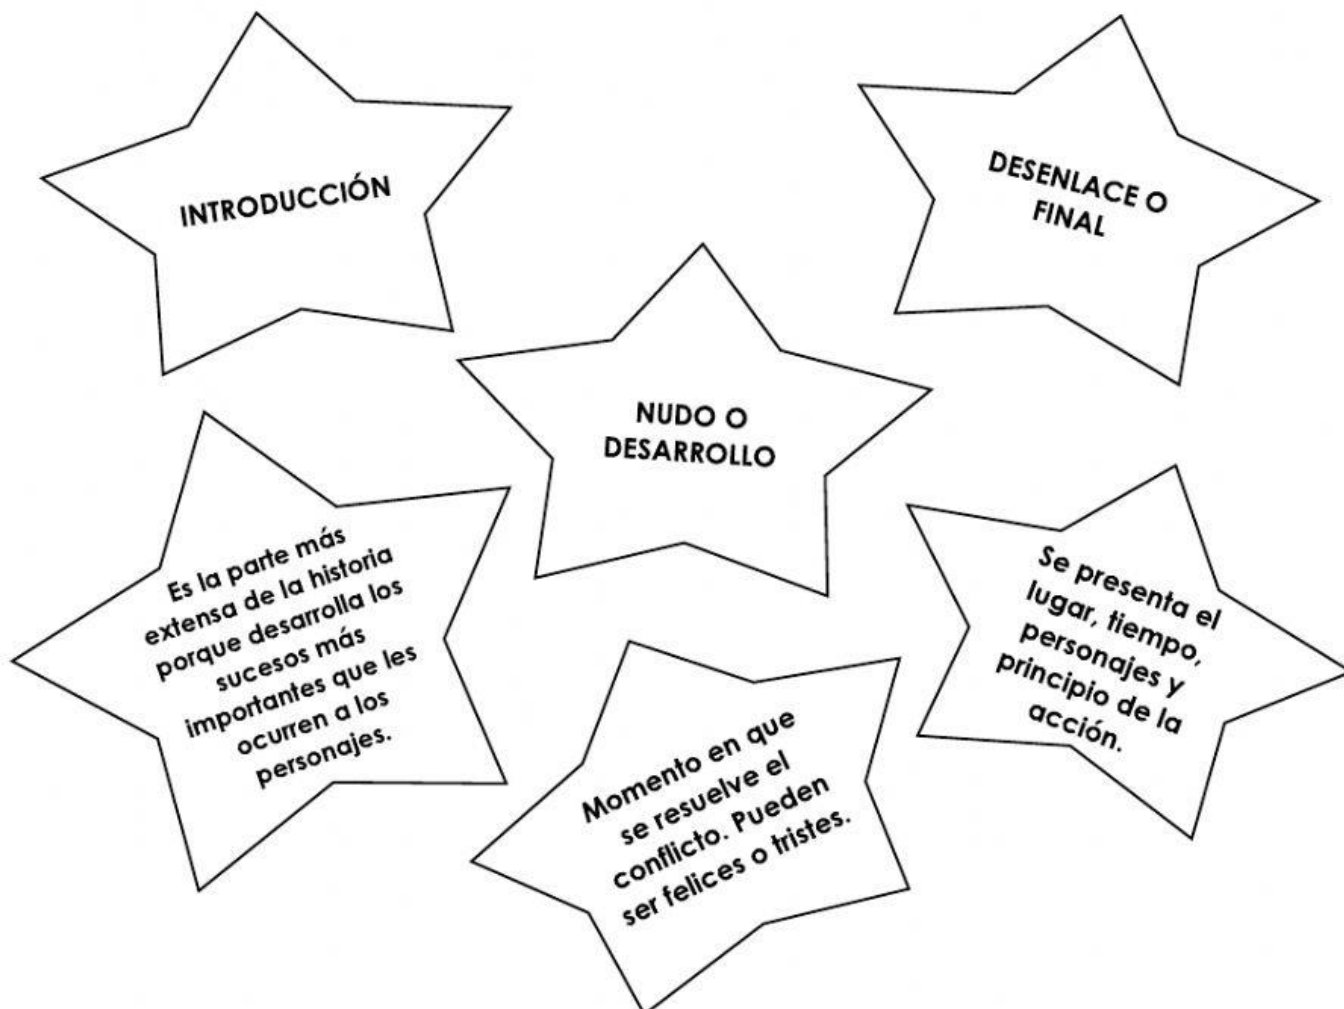 INTRODUCCIÓN
DESENLACE O
FINAL
NUDO O
DESARROLLO
Es la parte más
extensa de la historia
porque desarrolla los
sucesos más
importantes que les
ocurren a los
personajes.
Se presenta el
lugar, tiempo,
personajes y
principio de la
acción.
Momento en que
se resuelve el
conflicto. Pueden
ser felices o tristes.